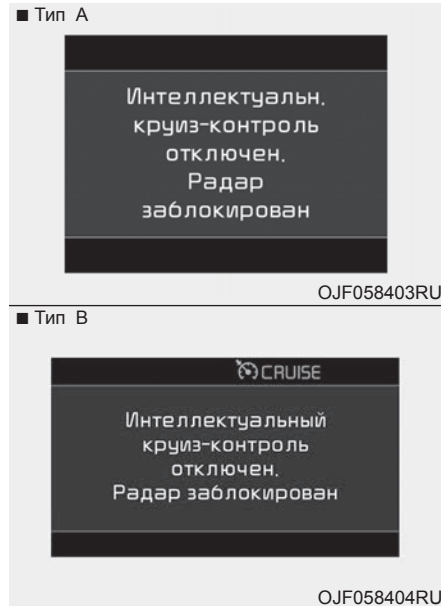 ■ Тип А
Интеллектуальн.
круиз-контроль
отключен.
Радар
заблокирован
OJF058403RU
■ Тип В
CRUISE
Интеллектуальный
круиз-контроль
отключен.
Радар заблокирован
OJF058404RU